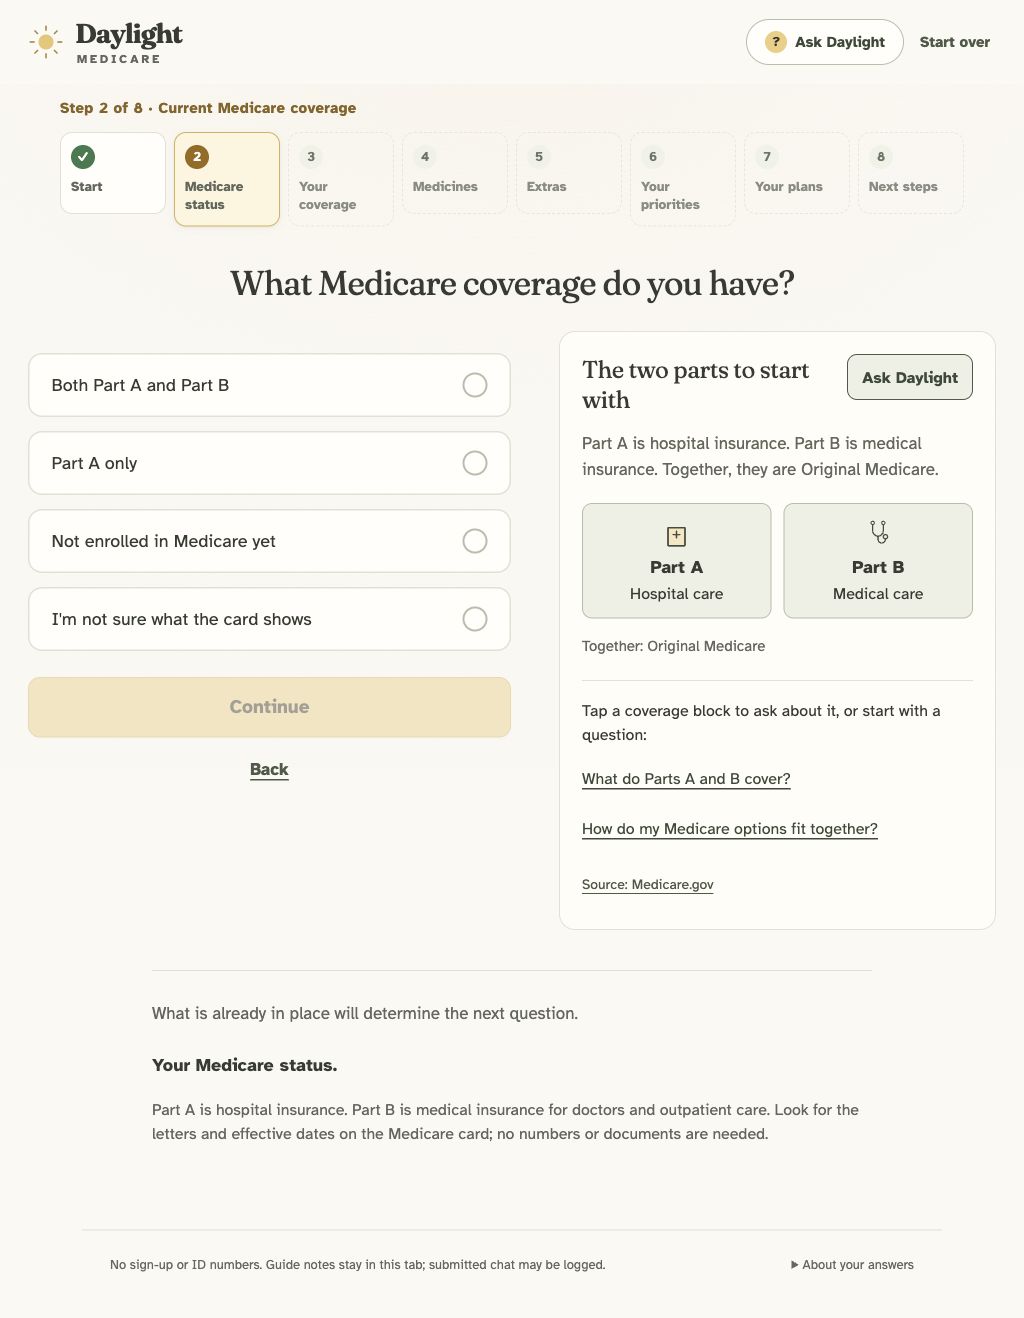 Daylight
MEDICARE
? Ask Daylight
Start over
Step 2 of 8 · Current Medicare coverage
Start
2
Medicare
status
3
Your
coverage
4
Medicines
5
Extras
6
Your
priorities
7
Your plans
8
Next steps
What Medicare coverage do you have?
Both Part A and Part B
Part A only
Not enrolled in Medicare yet
I'm not sure what the card shows
Continue
Back
The two parts to start
with
Ask Daylight
Part A is hospital insurance. Part B is medical
insurance. Together, they are Original Medicare.
Part A
Hospital care
Part B
Medical care
Together: Original Medicare
Tap a coverage block to ask about it, or start with a
question:
What do Parts A and B cover?
How do my Medicare options fit together?
Source: Medicare.gov
What is already in place will determine the next question.
Your Medicare status.
Part A is hospital insurance. Part B is medical insurance for doctors and outpatient care. Look for the
letters and effective dates on the Medicare card; no numbers or documents are needed.
No sign-up or ID numbers. Guide notes stay in this tab; submitted chat may be logged.
About your answers